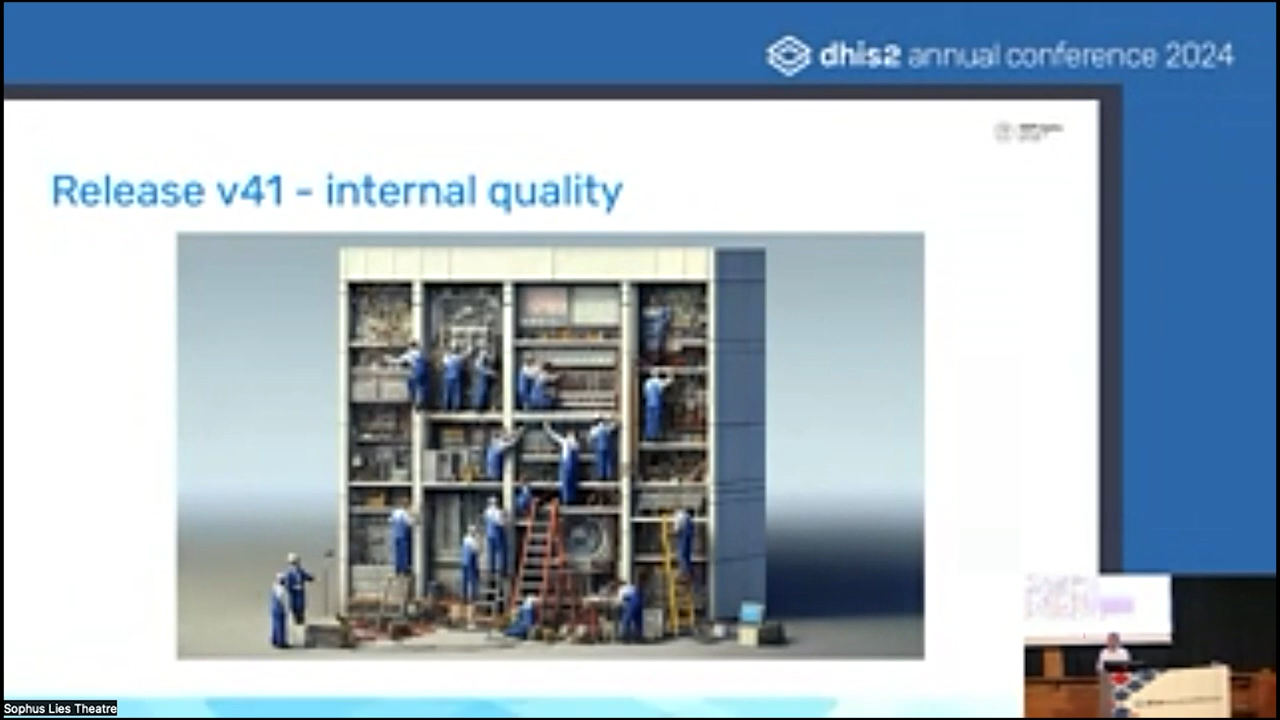 dhis2 annual conference 2024
Release v41 - internal quality
Sophus Lies Theatre